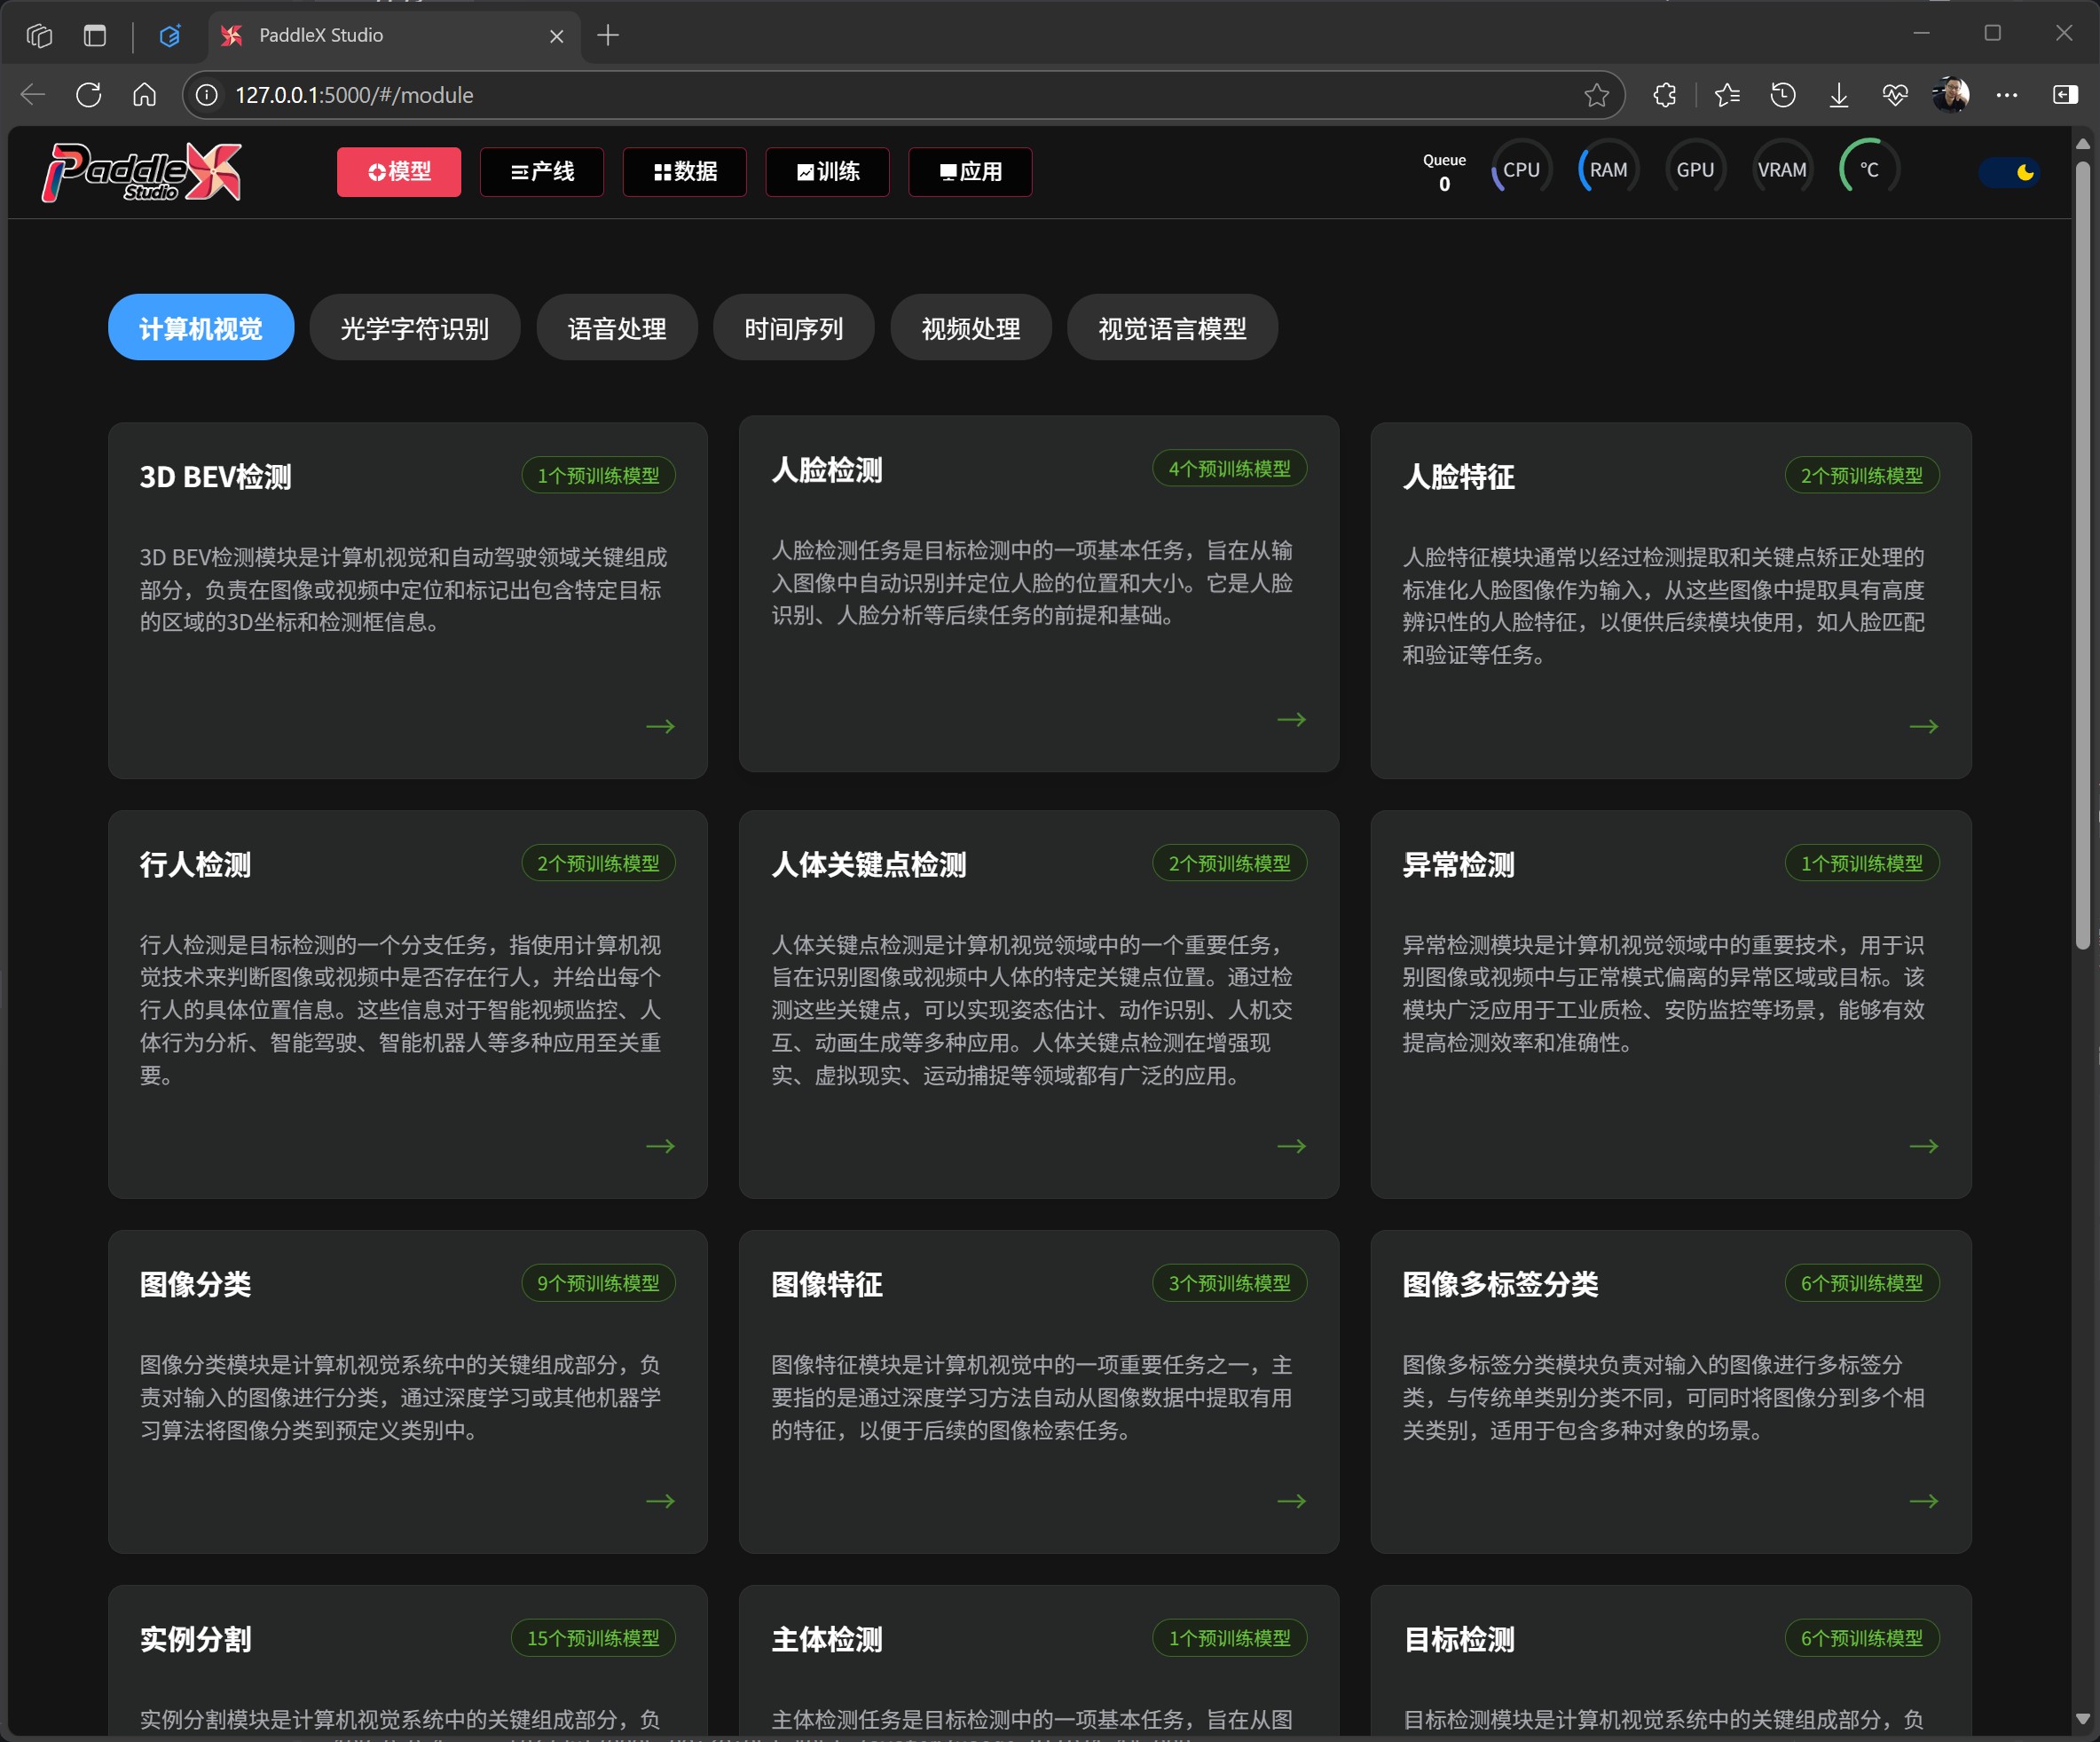 PaddleX Studio
127.0.0.1:5000/#/module
Paddle X
Studio
模型
产线
数据
训练
应用
Queue
0
CPU
RAM
GPU
VRAM
°C
计算机视觉
光学字符识别
语音处理
时间序列
视频处理
视觉语言模型
3D BEV检测
1个预训练模型
3D BEV检测模块是计算机视觉和自动驾驶领域关键组成
部分，负责在图像或视频中定位和标记出包含特定目标
的区域的3D坐标和检测框信息。
人脸检测
4个预训练模型
人脸检测任务是目标检测中的一项基本任务，旨在从输
入图像中自动识别并定位人脸的位置和大小。它是人脸
识别、人脸分析等后续任务的前提和基础。
人脸特征
2个预训练模型
人脸特征模块通常以经过检测提取和关键点矫正处理的
标准化人脸图像作为输入，从这些图像中提取具有高度
辨识性的人脸特征，以便供后续模块使用，如人脸匹配
和验证等任务。
行人检测
2个预训练模型
行人检测是目标检测的一个分支任务，指使用计算机视
觉技术来判断图像或视频中是否存在行人，并给出每个
行人的具体位置信息。这些信息对于智能视频监控、人
体行为分析、智能驾驶、智能机器人等多种应用至关重
要。
人体关键点检测
2个预训练模型
人体关键点检测是计算机视觉领域中的一个重要任务，
旨在识别图像或视频中人体的特定关键点位置。通过检
测这些关键点，可以实现姿态估计、动作识别、人机交
互、动画生成等多种应用。人体关键点检测在增强现
实、虚拟现实、运动捕捉等领域都有广泛的应用。
异常检测
1个预训练模型
异常检测模块是计算机视觉领域中的重要技术，用于识
别图像或视频中与正常模式偏离的异常区域或目标。该
模块广泛应用于工业质检、安防监控等场景，能够有效
提高检测效率和准确性。
图像分类
9个预训练模型
图像分类模块是计算机视觉系统中的关键组成部分，负
责对输入的图像进行分类，通过深度学习或其他机器学
习算法将图像分类到预定义类别中。
图像特征
3个预训练模型
图像特征模块是计算机视觉中的一项重要任务之一，主
要指的是通过深度学习方法自动从图像数据中提取有用
的特征，以便于后续的图像检索任务。
图像多标签分类
6个预训练模型
图像多标签分类模块负责对输入的图像进行多标签分
类，与传统单类别分类不同，可同时将图像分到多个相
关类别，适用于包含多种对象的场景。
实例分割
15个预训练模型
实例分割模块是计算机视觉系统中的关键组成部分，负
主体检测
1个预训练模型
主体检测任务是目标检测中的一项基本任务，旨在从图
目标检测
6个预训练模型
目标检测模块是计算机视觉系统中的关键组成部分，负